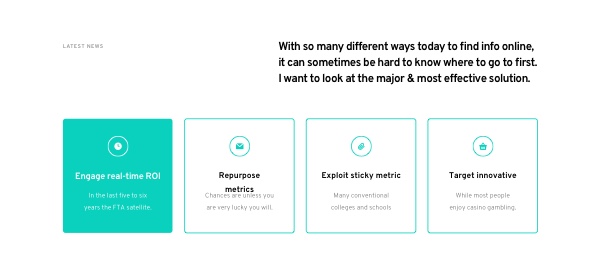 LATEST NEWS
With so many different ways today to find info online,
it can sometimes be hard to know where to go to first.
I want to look at the major & most effective solution.
Engage real-time ROI
In the last five to six
years the FTA satellite.
Repurpose
metrics
Chances are unless you
are very lucky you will.
Exploit sticky metric
Many conventional
colleges and schools
Target innovative
While most people
enjoy casino gambling.